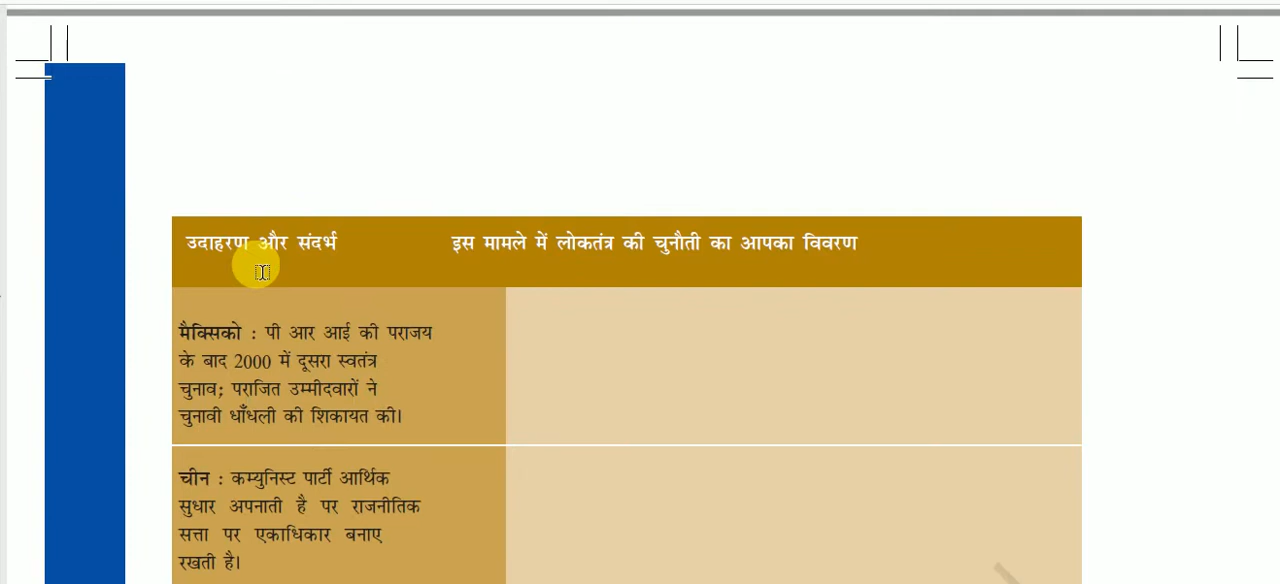 उदाहरण और संदर्भ इस मामले में लोकतंत्र की चुनौती का आपका विवरण
मैक्सिको : पी आर आई की पराजय
के बाद 2000 में दूसरा स्वतंत्र
चुनाव; पराजित उम्मीदवारों ने
चुनावी धाँधली की शिकायत की।
चीन : कम्युनिस्ट पार्टी आर्थिक
सुधार अपनाती है पर राजनीतिक
सत्ता पर एकाधिकार बनाए
रखती है।